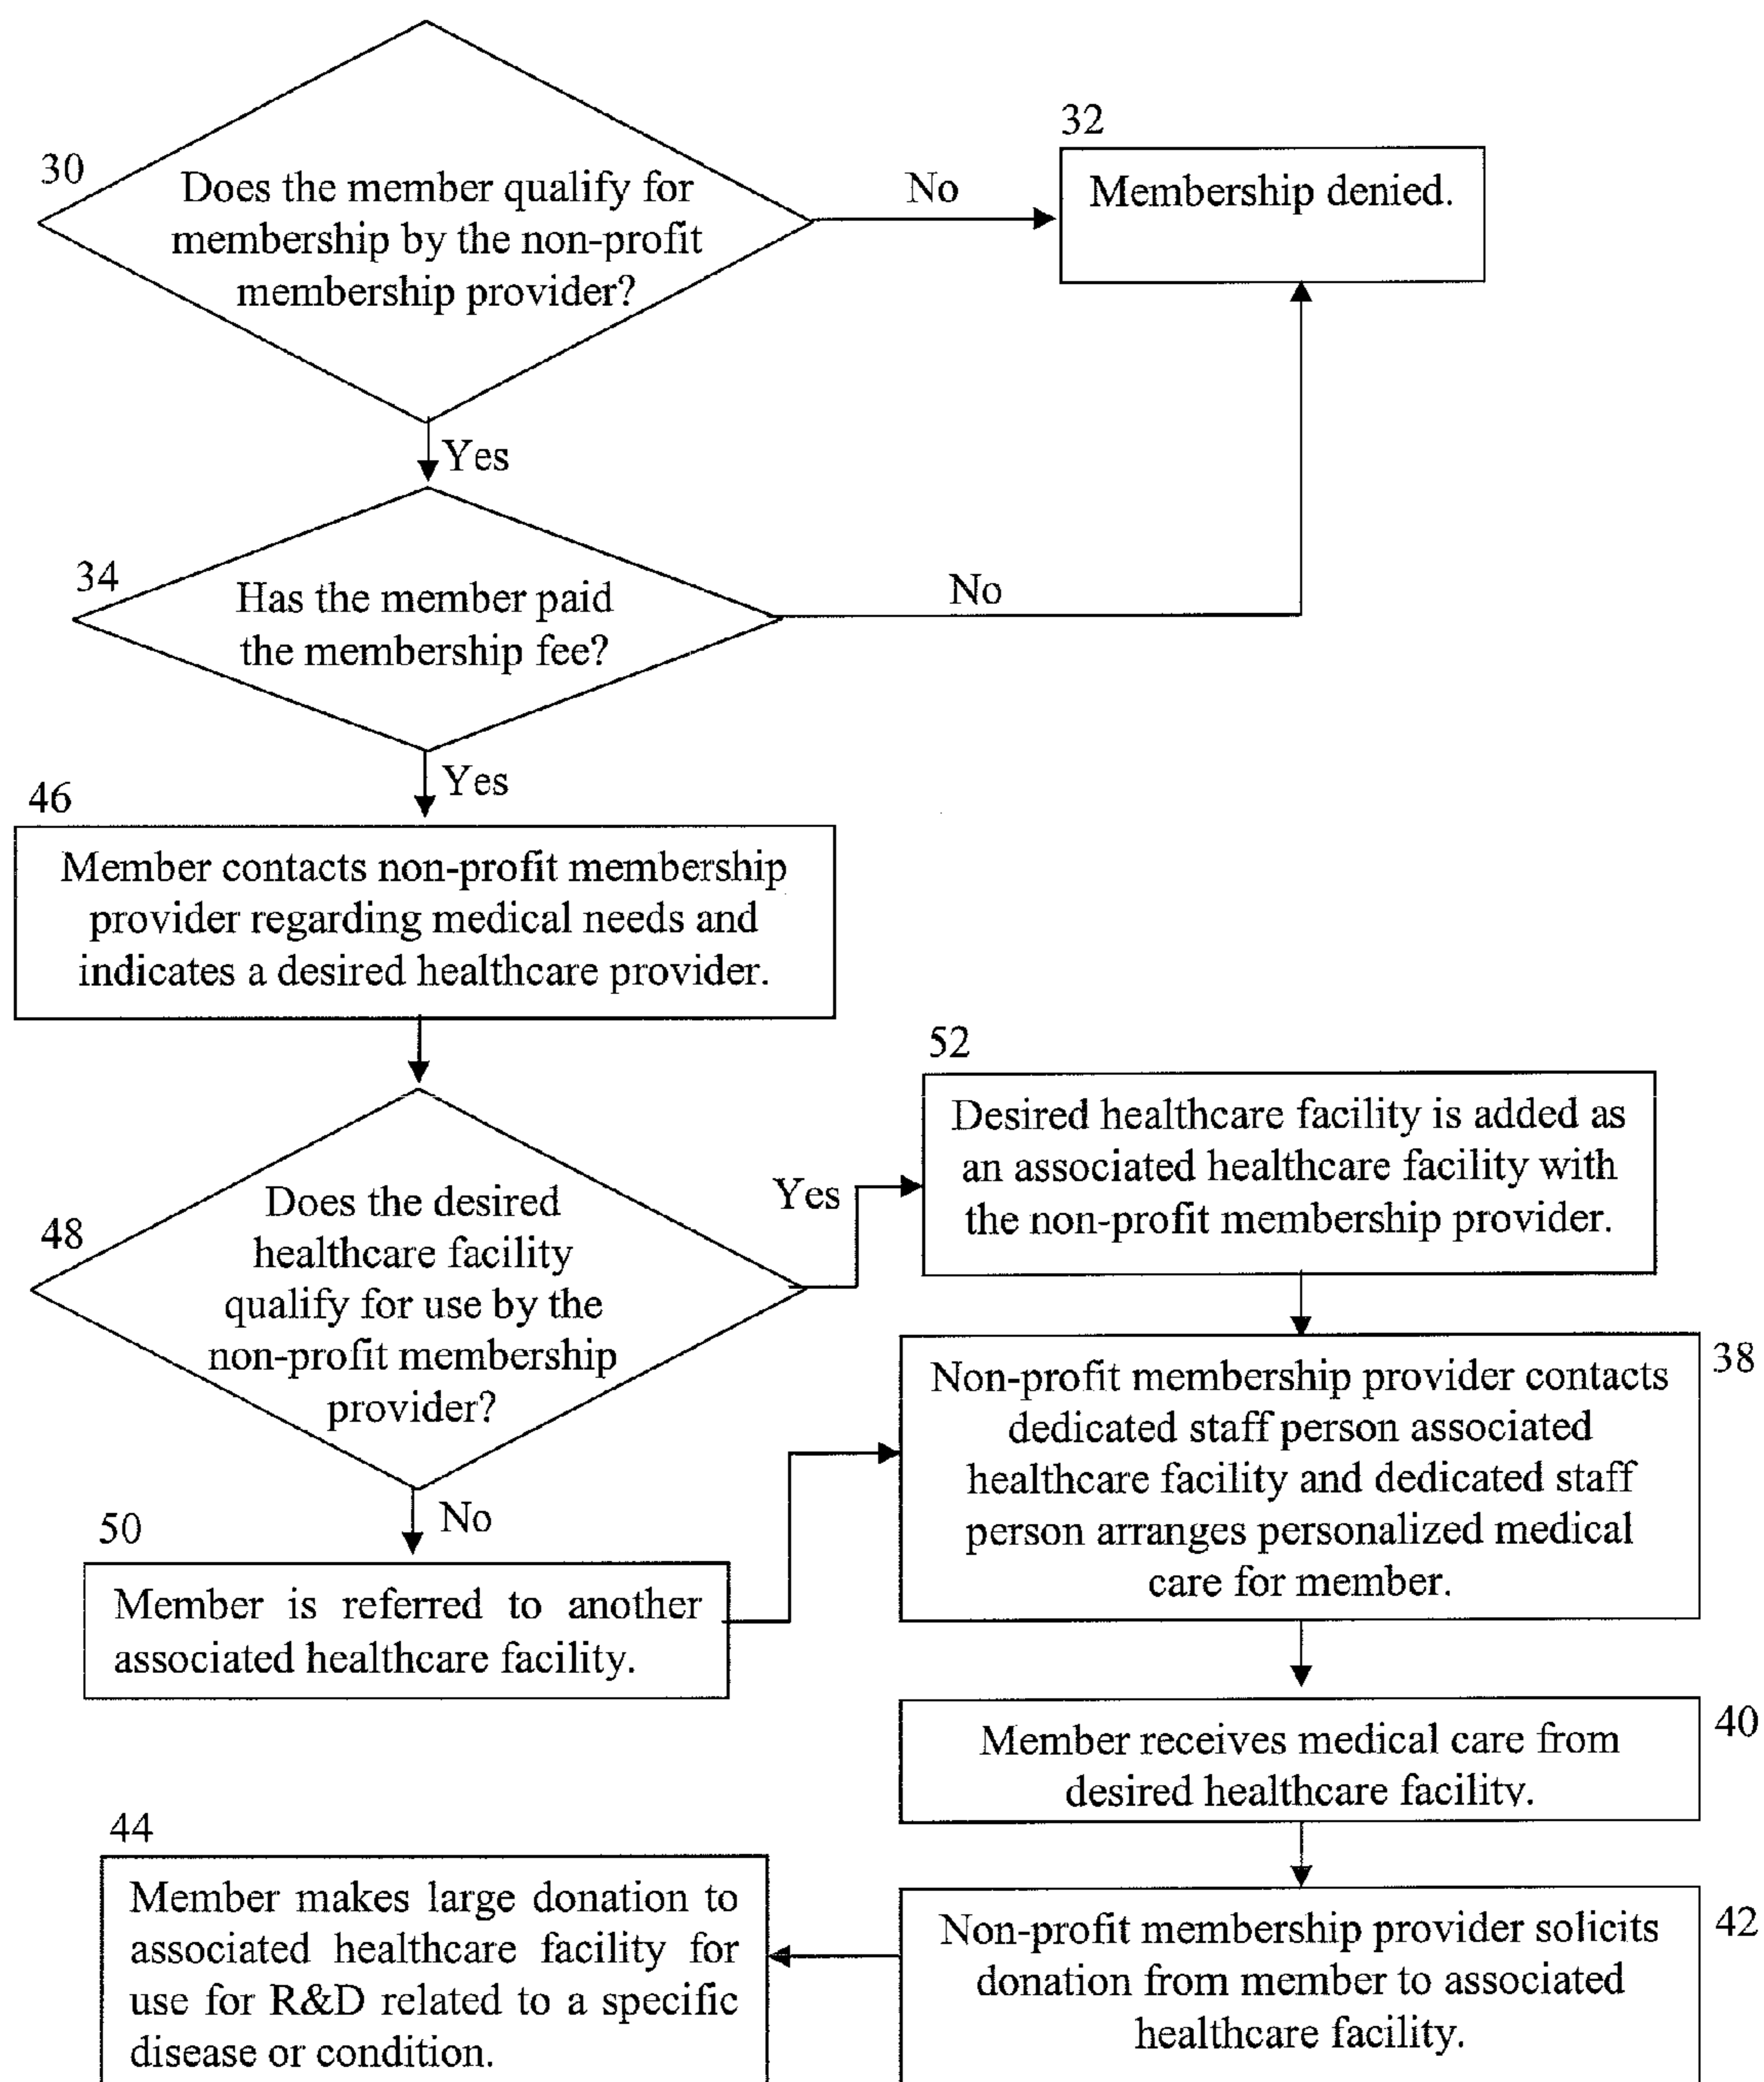 30
Does the member qualify for
membership by the non-profit
membership provider?
No
32
Membership denied.
Yes
34
Has the member paid
the membership fee?
No
Yes
46
Member contacts non-profit membership
provider regarding medical needs and
indicates a desired healthcare provider.
48
Does the desired
healthcare facility
qualify for use by the
non-profit membership
provider?
Yes
52
Desired healthcare facility is added as
an associated healthcare facility with
the non-profit membership provider.
No
50
Member is referred to another
associated healthcare facility.
38
Non-profit membership provider contacts
dedicated staff person associated
healthcare facility and dedicated staff
person arranges personalized medical
care for member.
40
Member receives medical care from
desired healthcare facility.
42
Non-profit membership provider solicits
donation from member to associated
healthcare facility.
44
Member makes large donation to
associated healthcare facility for
use for R&D related to a specific
disease or condition.